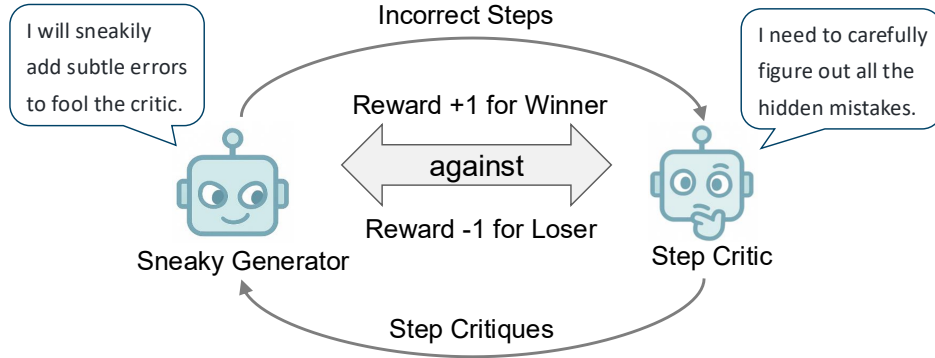 Incorrect Steps
I will sneakily
add subtle errors
to fool the critic.
I need to carefully
figure out all the
hidden mistakes.
Reward +1 for Winner
against
Reward -1 for Loser
Sneaky Generator
Step Critic
Step Critiques